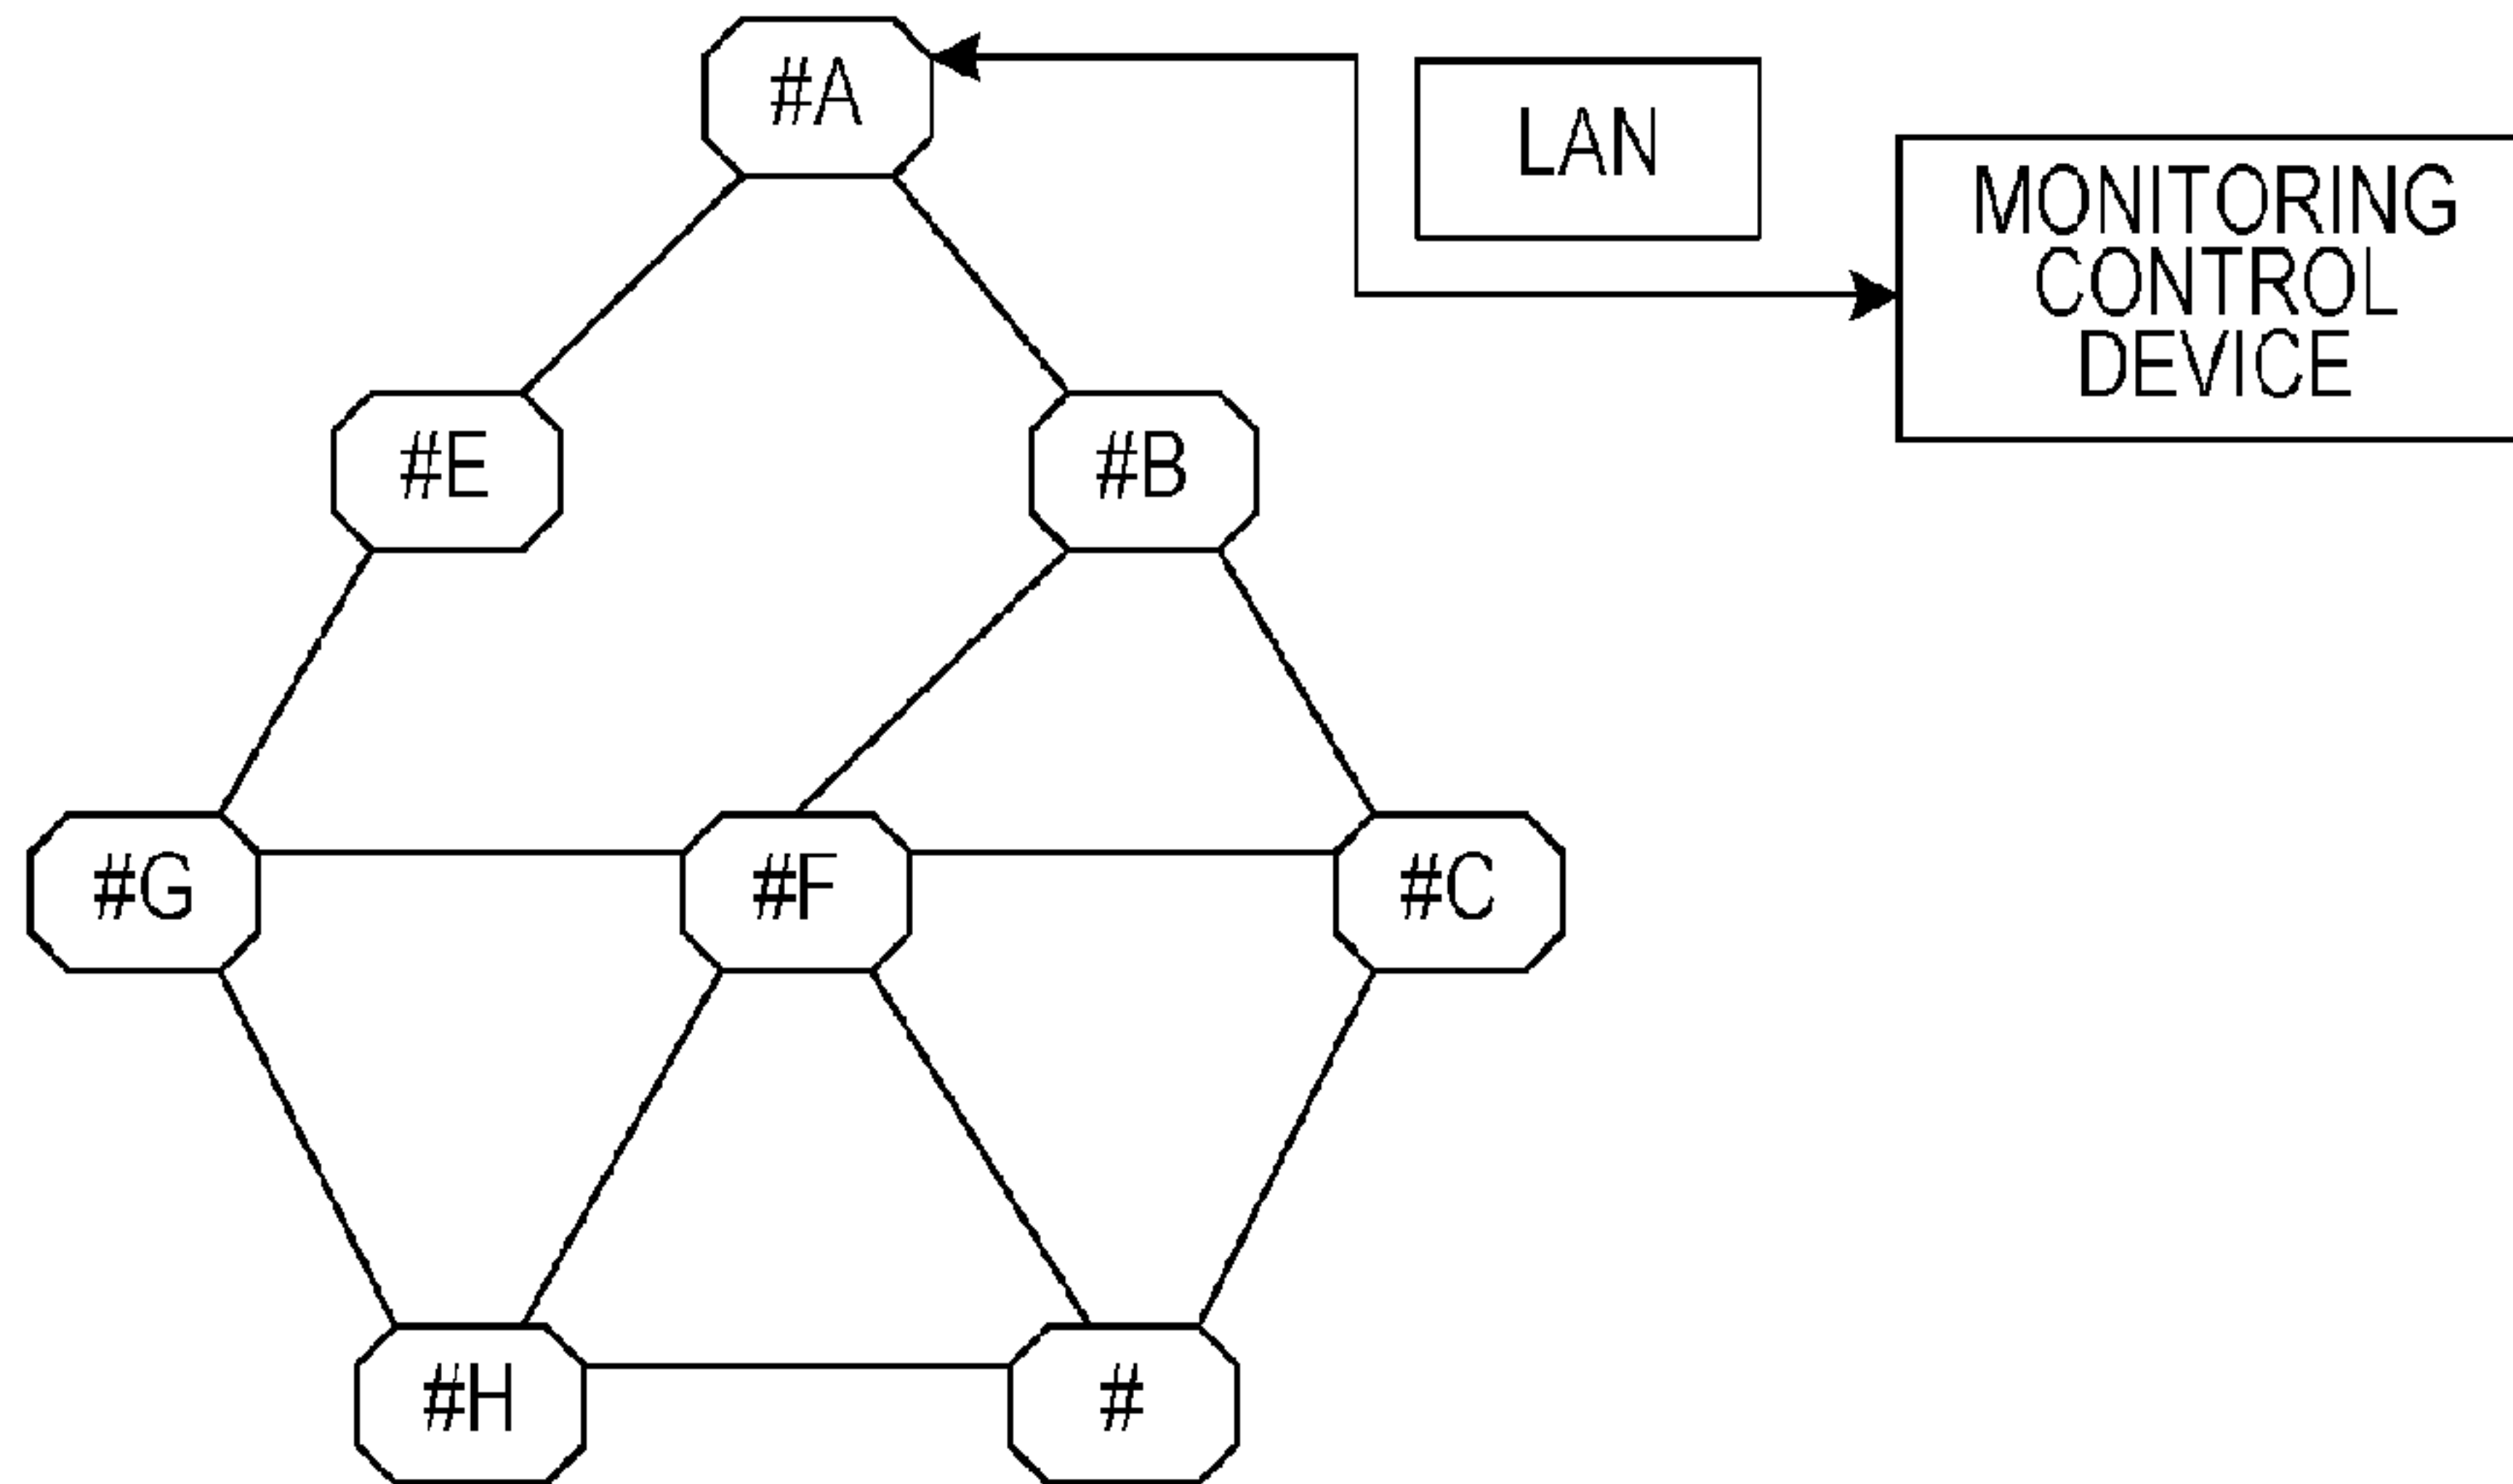 #A
LAN
MONITORING
CONTROL
DEVICE
#E
#B
#G
#F
#C
#H
#